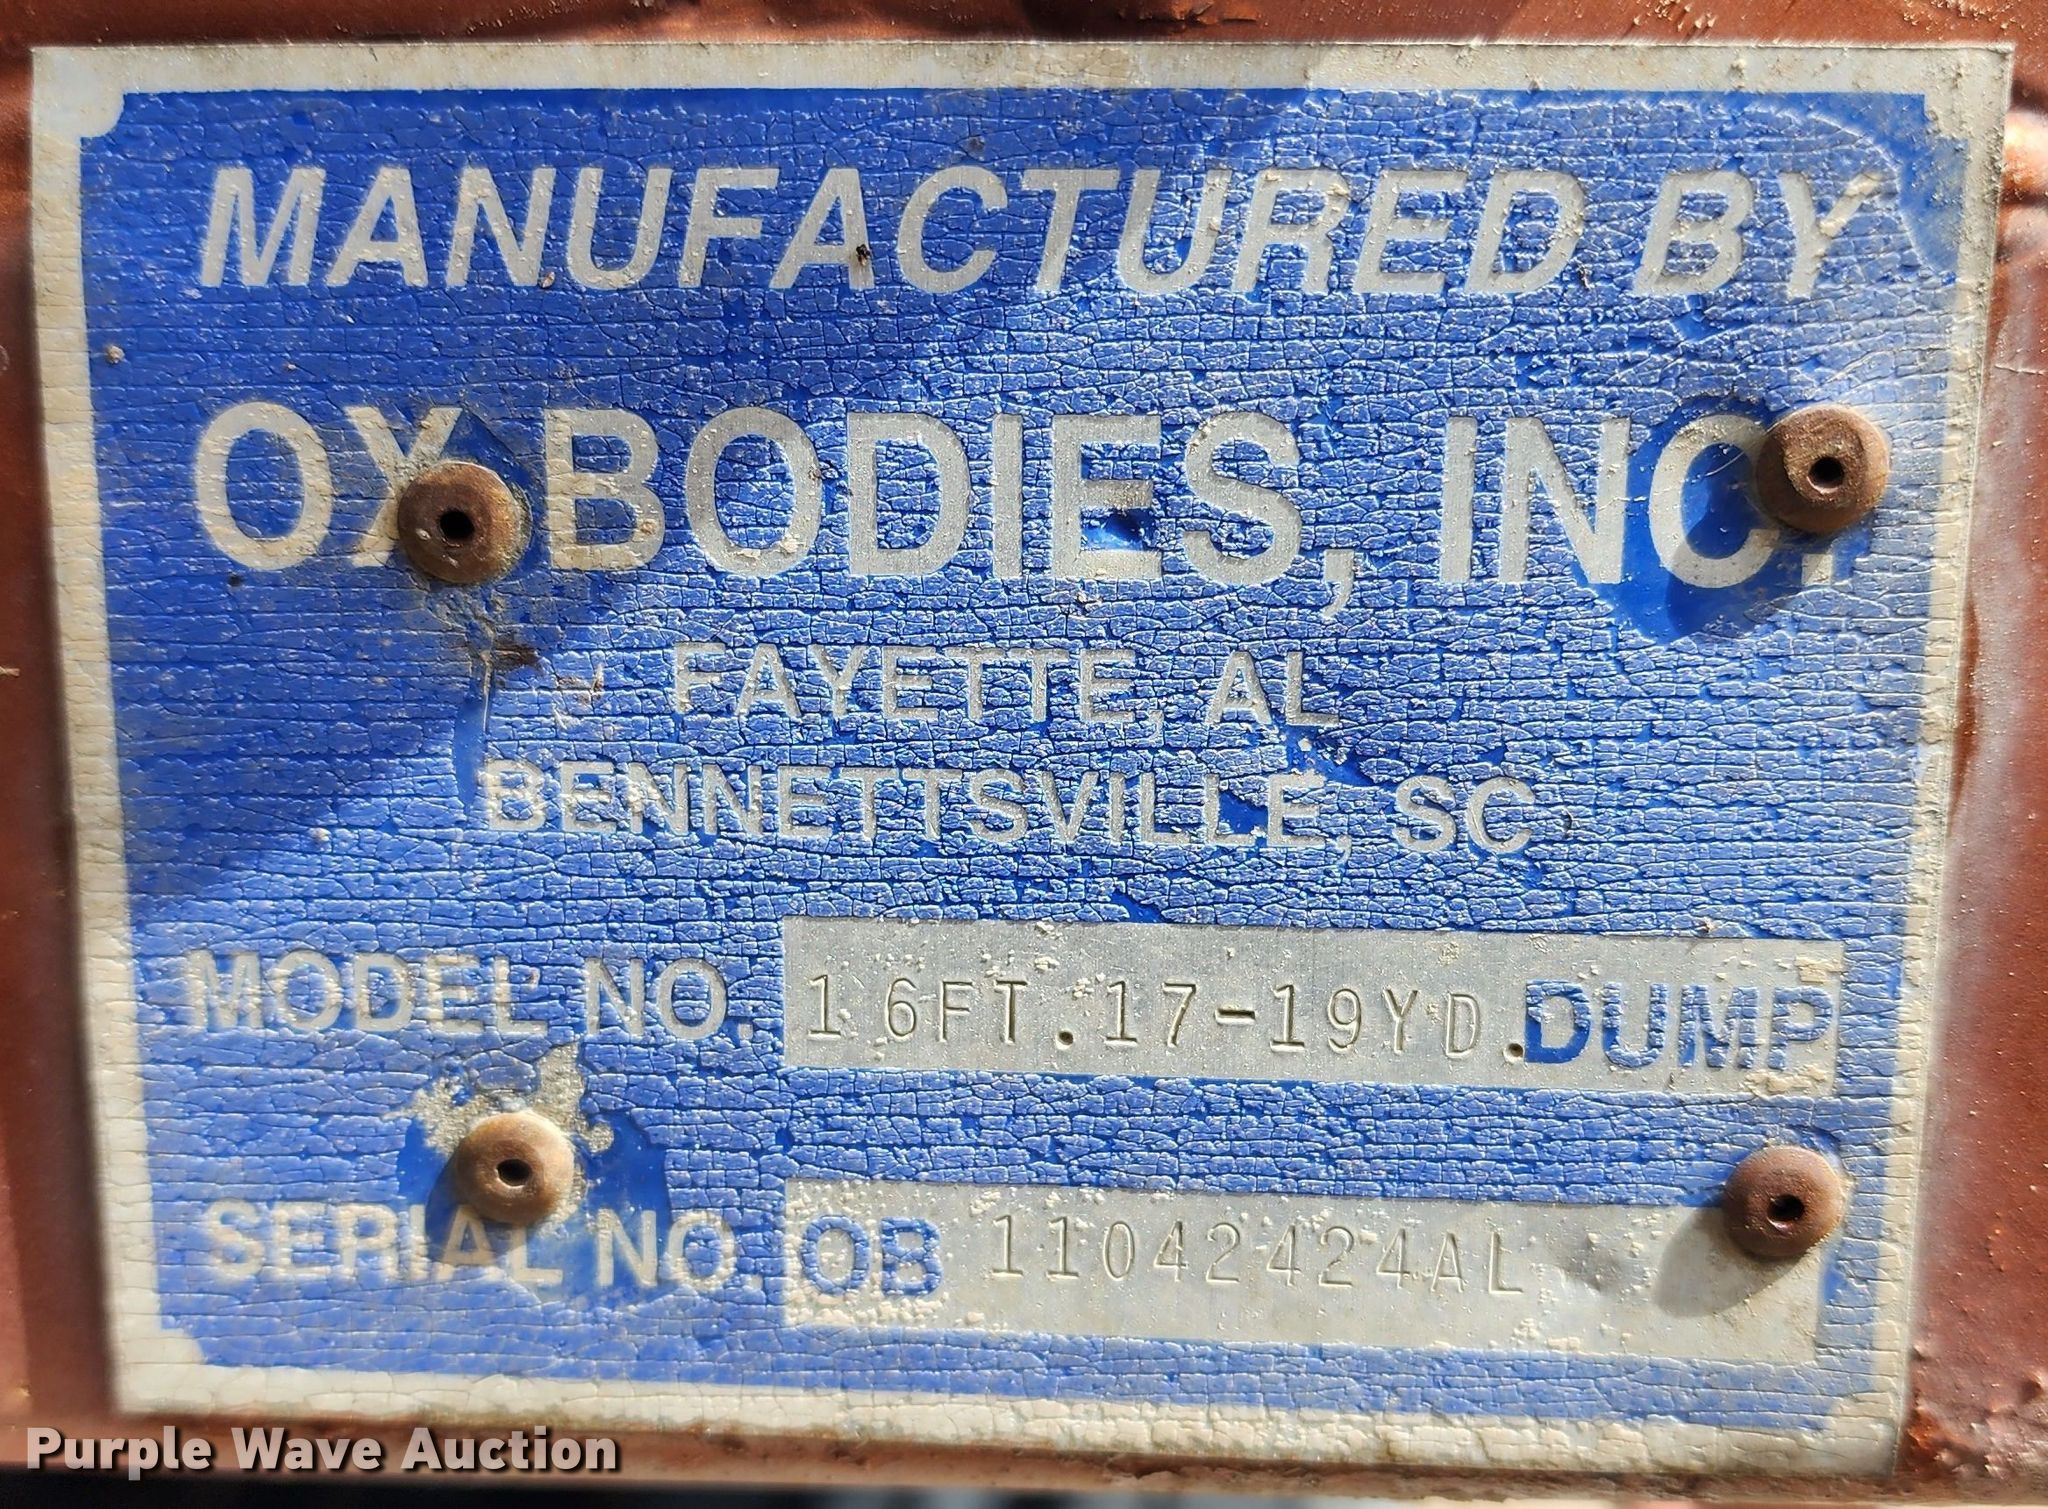 MANUFACTURED BY
OX BODIES, INC.
FAYETTE, AL
BENNETTSVILLE, SC
MODEL NO. 16FT.17-19YD. DUMP
SERIAL NO. OB 11042424AL
Purple Wave Auction